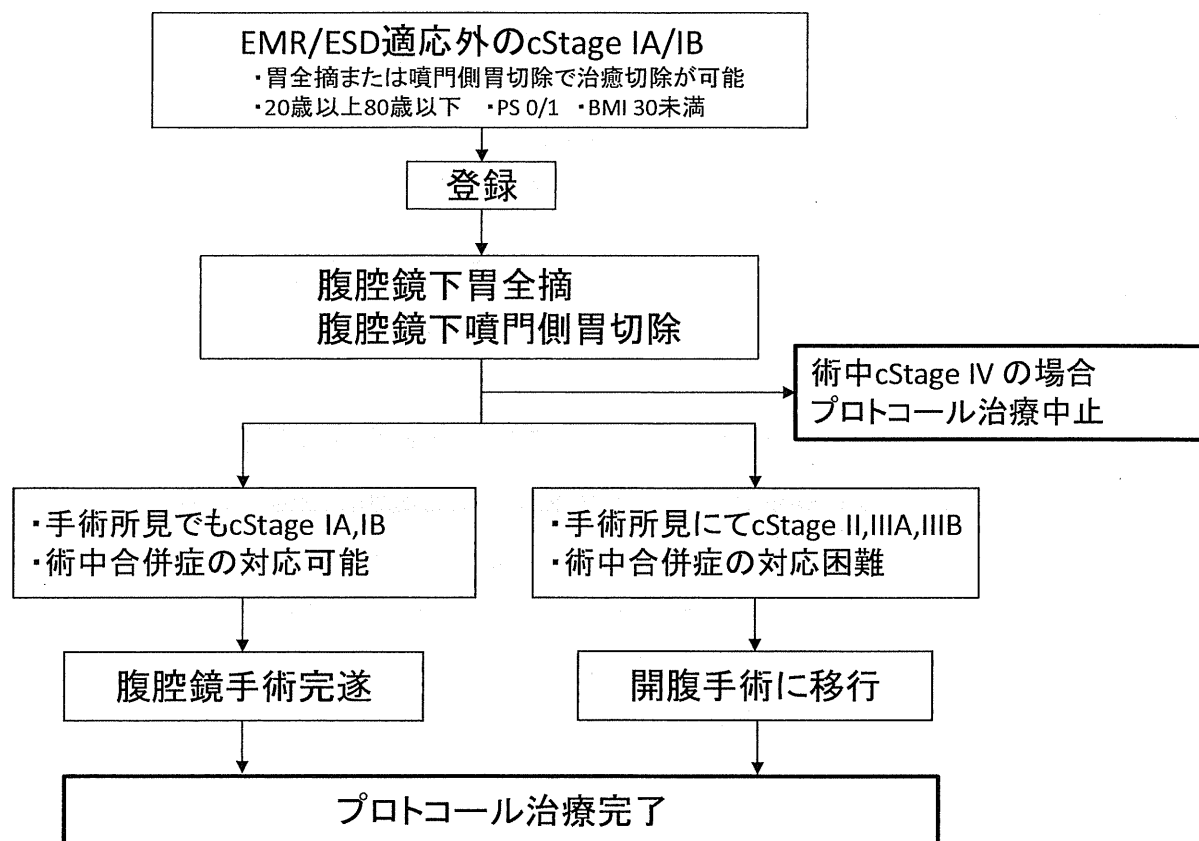 EMR/ESD適応外のcStage IA/IB
・胃全摘または噴門側胃切除で治癒切除が可能
・20歳以上80歳以下 ・PS 0/1 ・BMI 30未満
登録
腹腔鏡下胃全摘
腹腔鏡下噴門側胃切除
術中cStage IV の場合
プロトコール治療中止
・手術所見でもcStage IA,IB
・術中合併症の対応可能
・手術所見にてcStage II,IIIA,IIIB
・術中合併症の対応困難
腹腔鏡手術完遂
開腹手術に移行
プロトコール治療完了